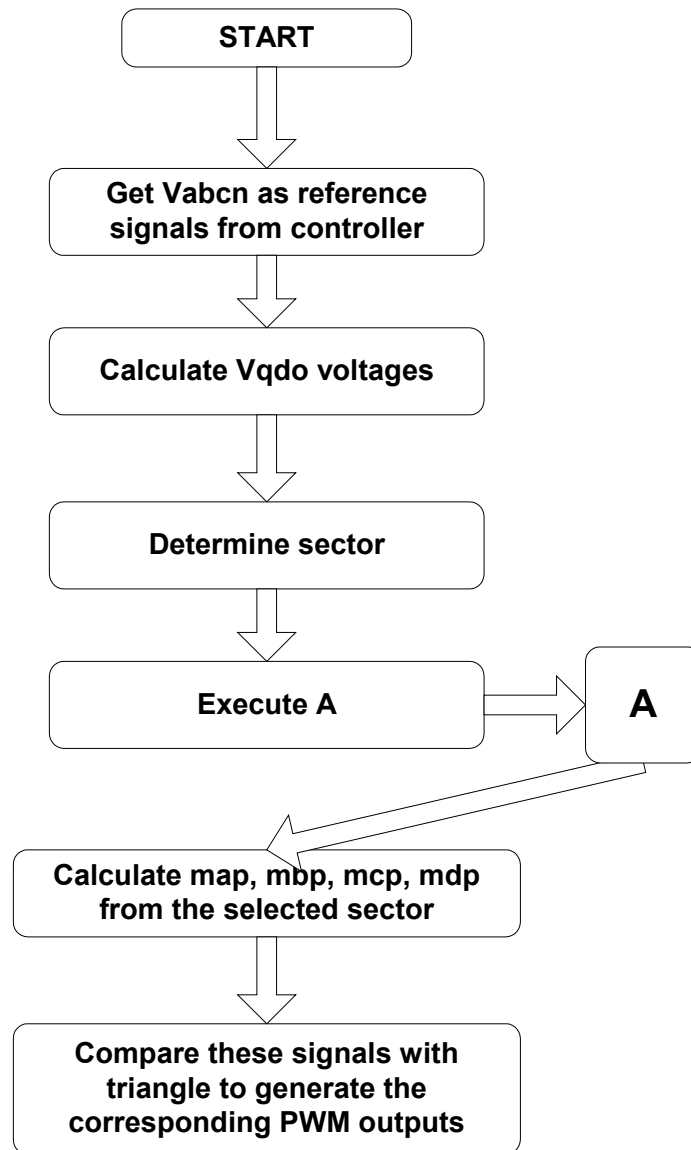 START
Get Vabcn as reference
signals from controller
Calculate Vqdo voltages
Determine sector
Execute A
A
Calculate map, mbp, mcp, mdp
from the selected sector
Compare these signals with
triangle to generate the
corresponding PWM outputs